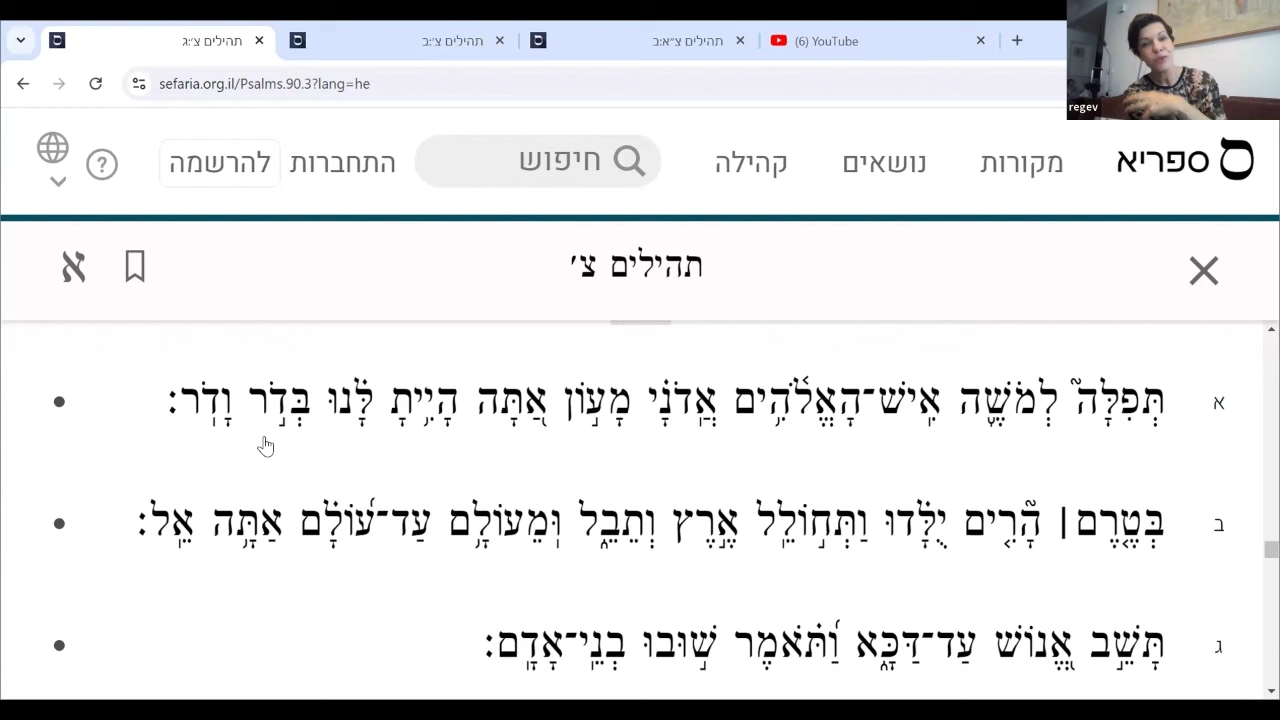 תהילים צ׳:ג
תהילים צ׳:ב
תהילים צ״א:ב
(6) YouTube
sefaria.org.il/Psalms.90.3?lang=he
regev
ספריא
מקורות
נושאים
קהילה
חיפוש
התחברות
להרשמה
תהילים צ׳
א
א תְּפִלָּה֮ לְמֹשֶׁ֢ה אִֽישׁ־הָאֱלֹ֫הִ֥ים אֲֽדֹנָ֗י מָע֣וֹן אַ֭תָּה הָיִ֥יתָ לָּ֗נוּ בְּדֹ֣ר וָדֹֽר׃
ב בְּטֶ֤רֶם ׀ הָ֘רִ֤ים יֻלָּ֗דוּ וַתְּח֣וֹלֵֽל אֶ֣רֶץ וְתֵבֵ֑ל וּֽמֵעוֹלָ֥ם עַד־ע֝וֹלָ֗ם אַתָּ֥ה אֵֽל׃
ג תָּשֵׁ֣ב אֱ֭נוֹשׁ עַד־דַּכָּ֑א וַ֝תֹּ֗אמֶר שׁ֣וּבוּ בְנֵי־אָדָֽם׃